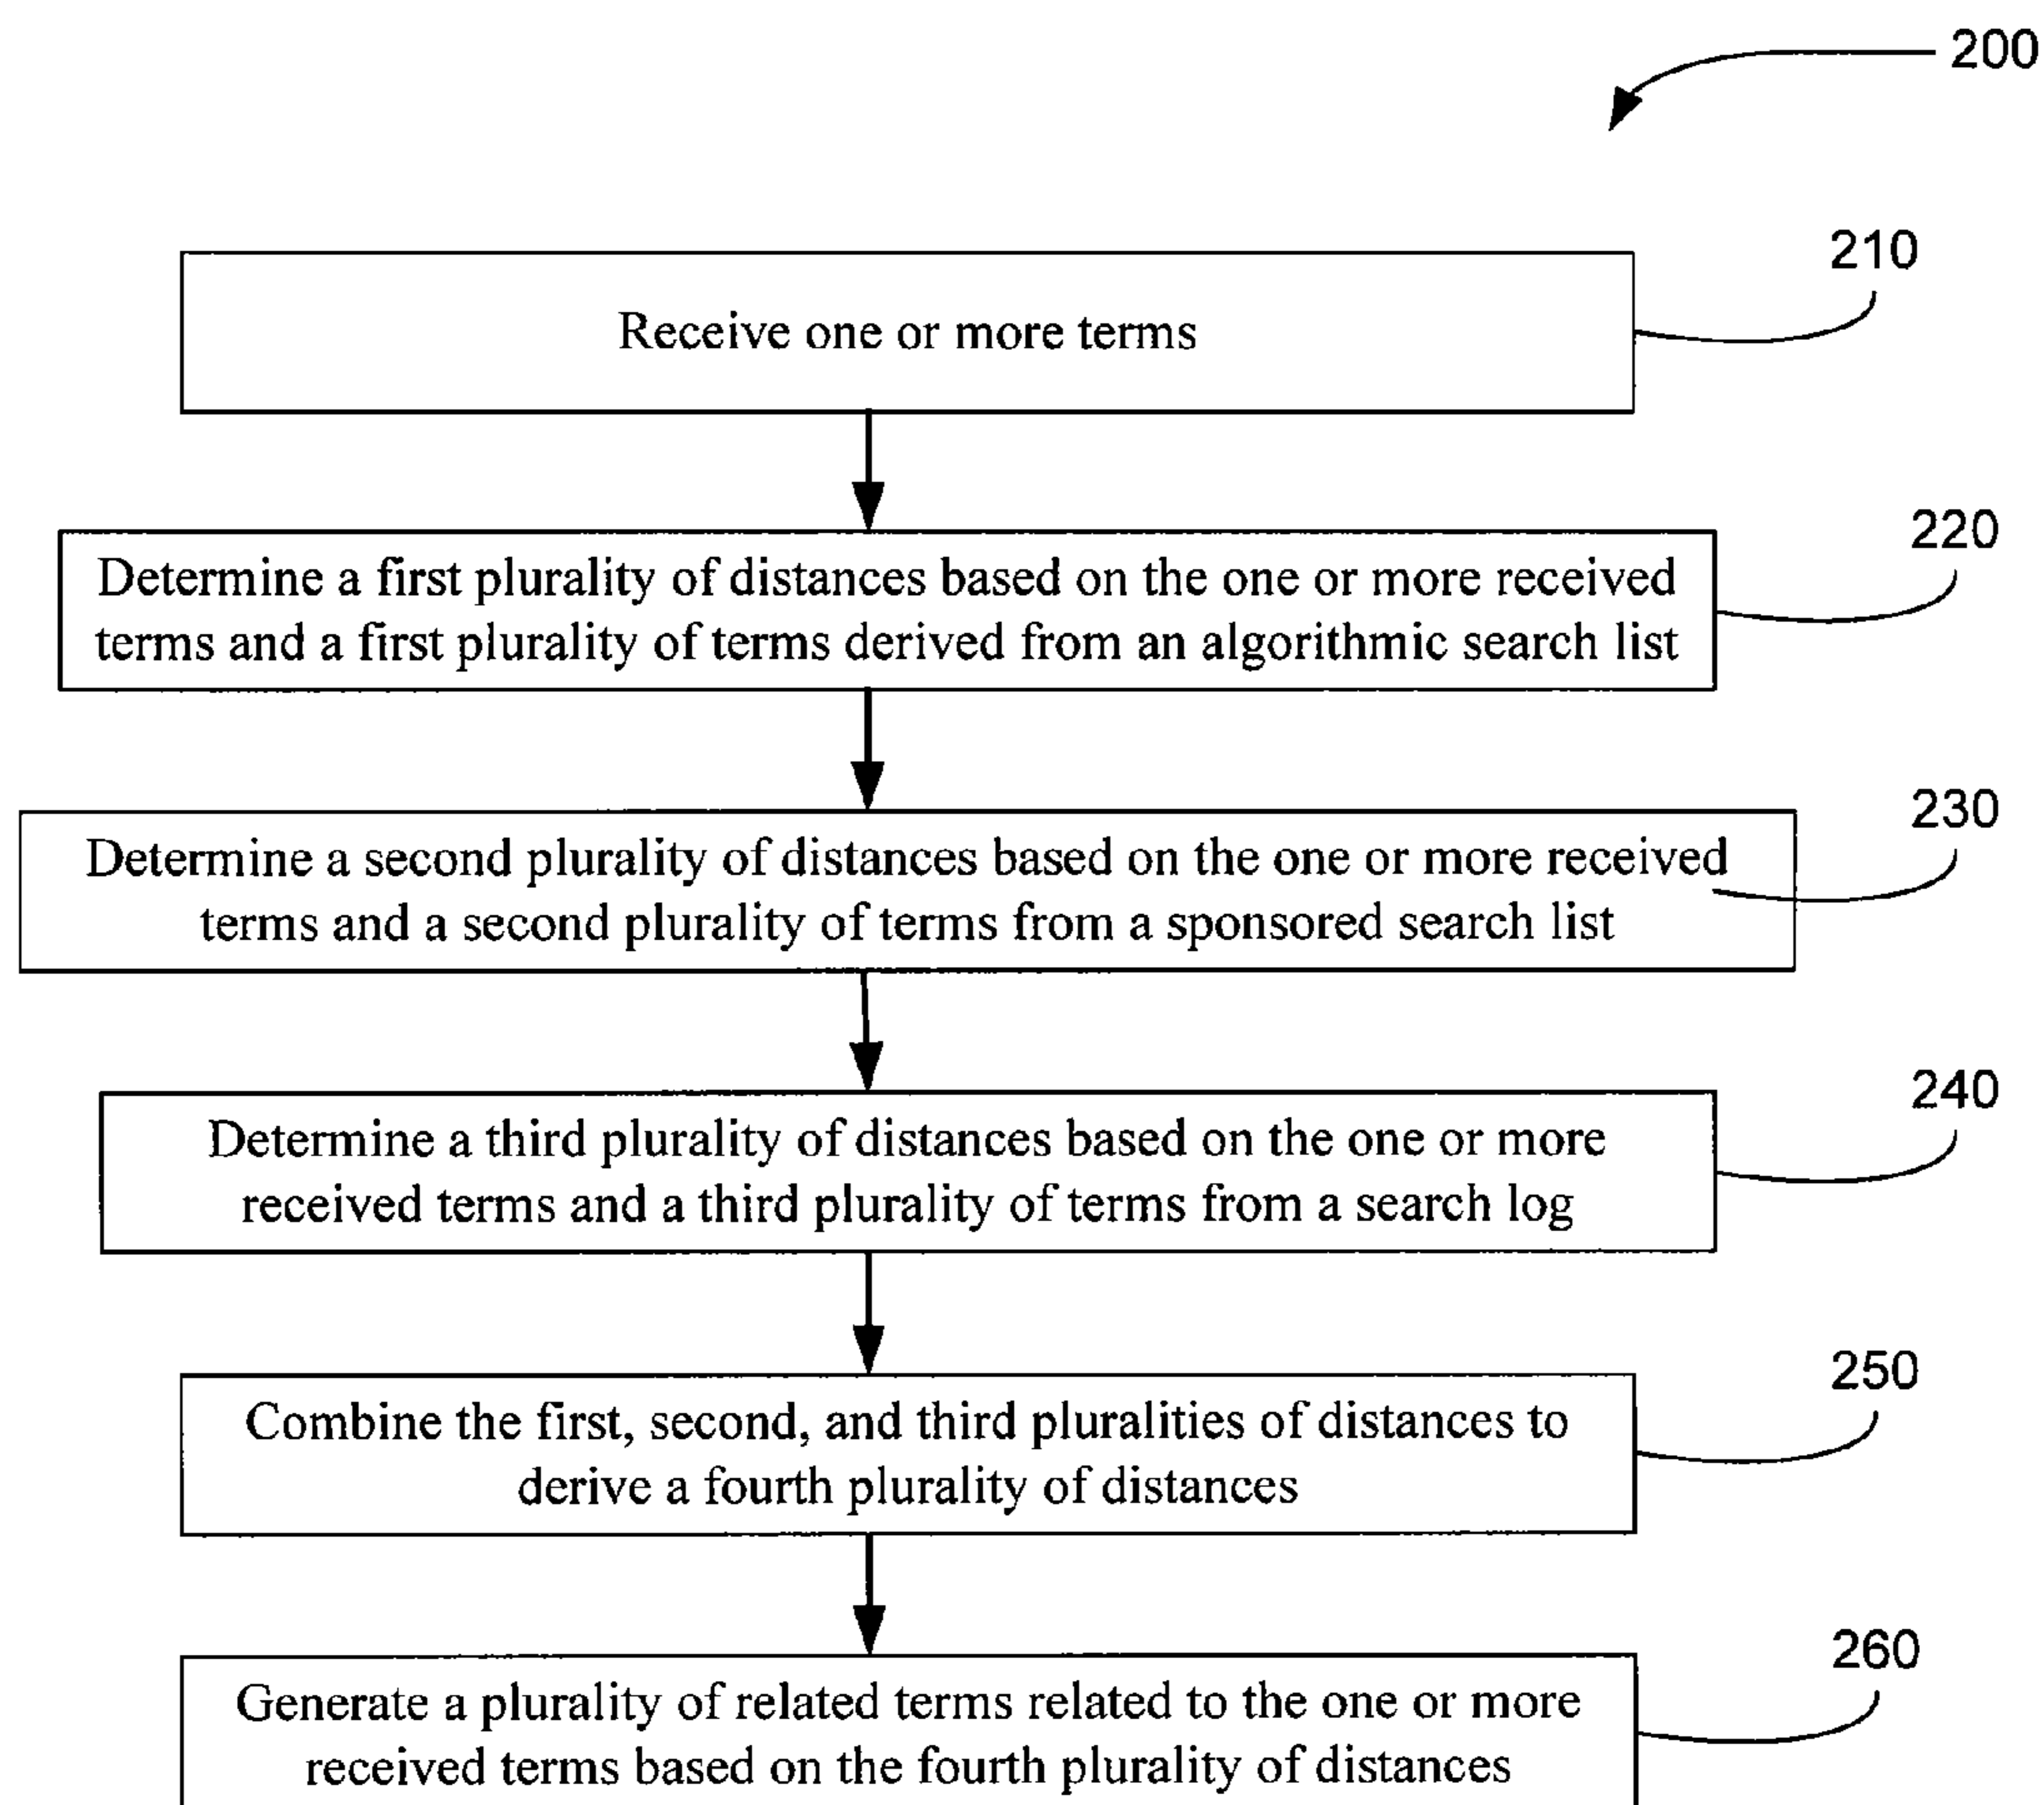 200
210
Receive one or more terms
220
Determine a first plurality of distances based on the one or more received
terms and a first plurality of terms derived from an algorithmic search list
230
Determine a second plurality of distances based on the one or more received
terms and a second plurality of terms from a sponsored search list
240
Determine a third plurality of distances based on the one or more
received terms and a third plurality of terms from a search log
250
Combine the first, second, and third pluralities of distances to
derive a fourth plurality of distances
260
Generate a plurality of related terms related to the one or more
received terms based on the fourth plurality of distances